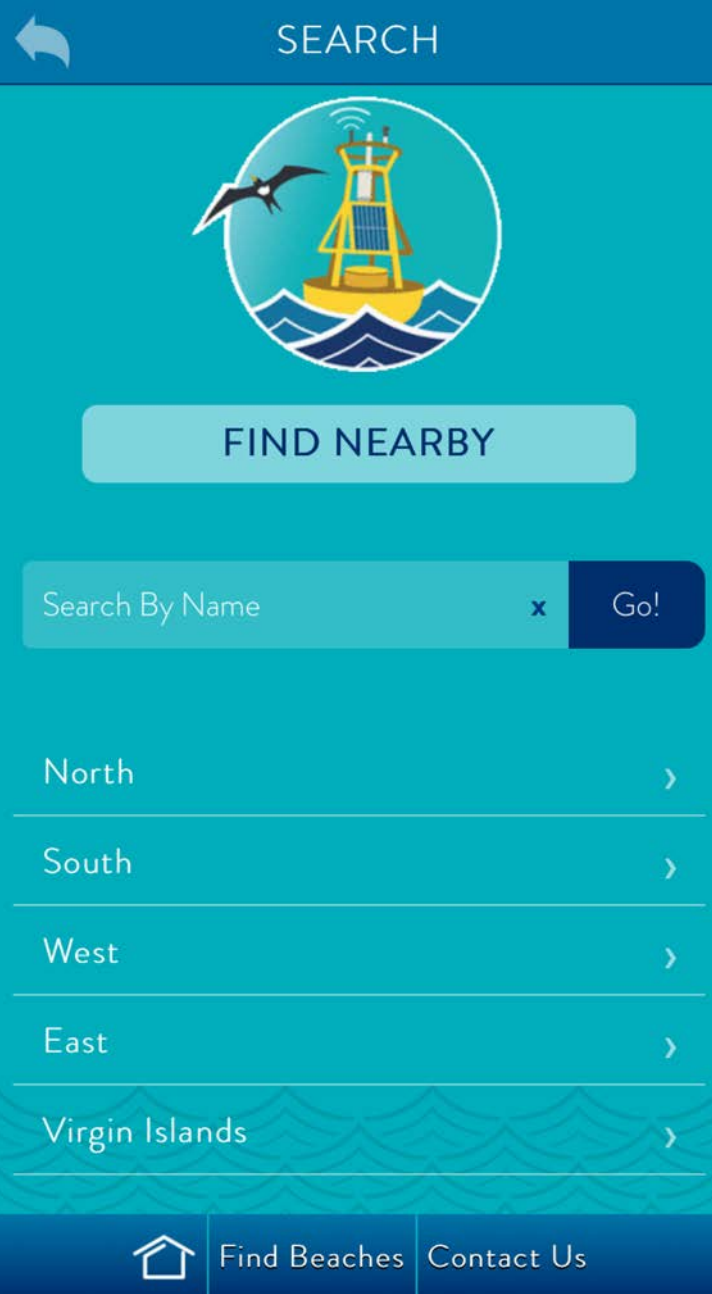 SEARCH
FIND NEARBY
Search By Name x Go!
North
South
West
East
Virgin Islands
Find Beaches Contact Us